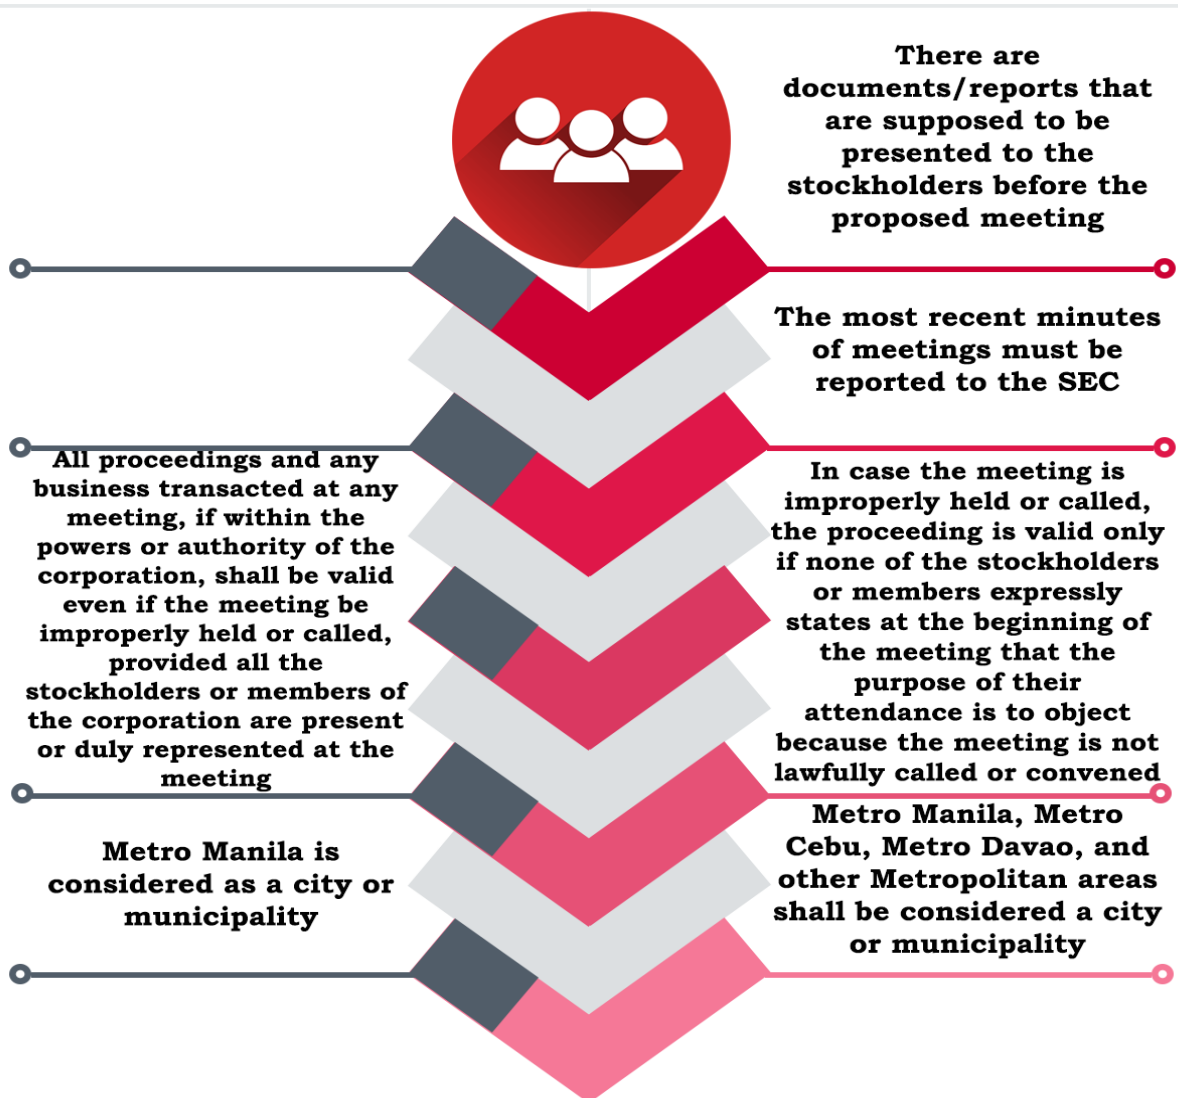 There are
documents/reports that
are supposed to be
presented to the
stockholders before the
proposed meeting
The most recent minutes
of meetings must be
reported to the SEC
All proceedings and any
business transacted at any
meeting, if within the
powers or authority of the
corporation, shall be valid
even if the meeting be
improperly held or called,
provided all the
stockholders or members of
the corporation are present
or duly represented at the
meeting
In case the meeting is
improperly held or called,
the proceeding is valid only
if none of the stockholders
or members expressly
states at the beginning of
the meeting that the
purpose of their
attendance is to object
because the meeting is not
lawfully called or convened
Metro Manila is
considered as a city or
municipality
Metro Manila, Metro
Cebu, Metro Davao, and
other Metropolitan areas
shall be considered a city
or municipality